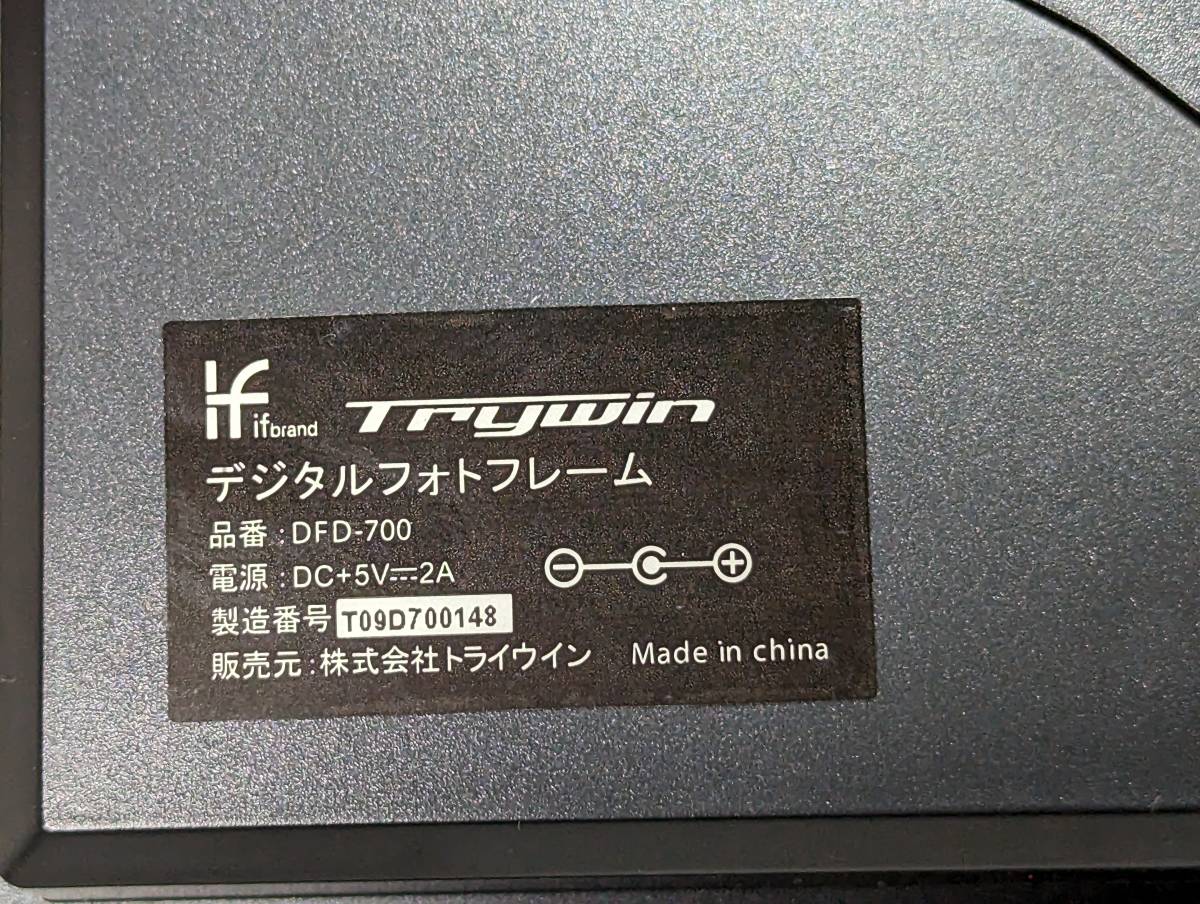 ifbrand Trywin
デジタルフォトフレーム
品番 : DFD-700
電源 : DC+5V⎓2A
製造番号 T09D700148
販売元 : 株式会社トライウイン Made in china